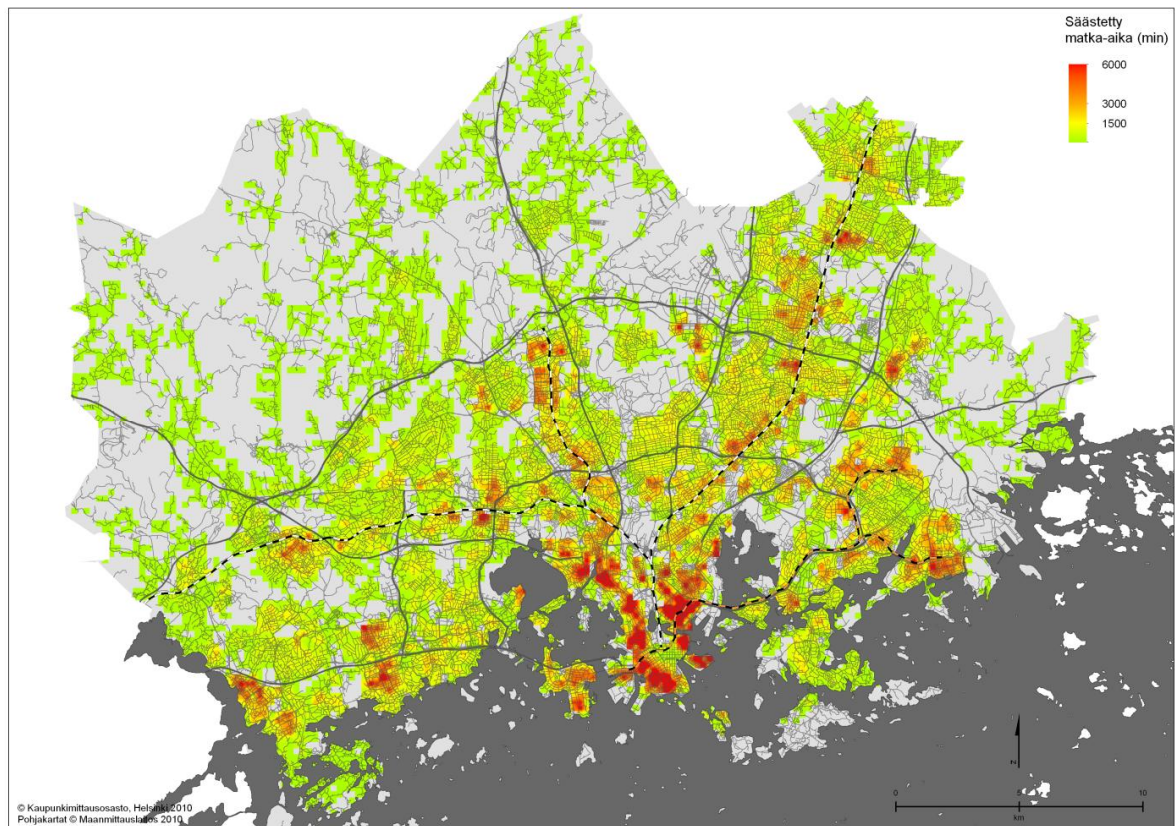 Säästetty
matka-aika (min)
6000
3000
1500
N
0
5
10
km
© Kaupunkimittausosasto, Helsinki 2010
Pohjakartat © Maanmittauslaitos 2010